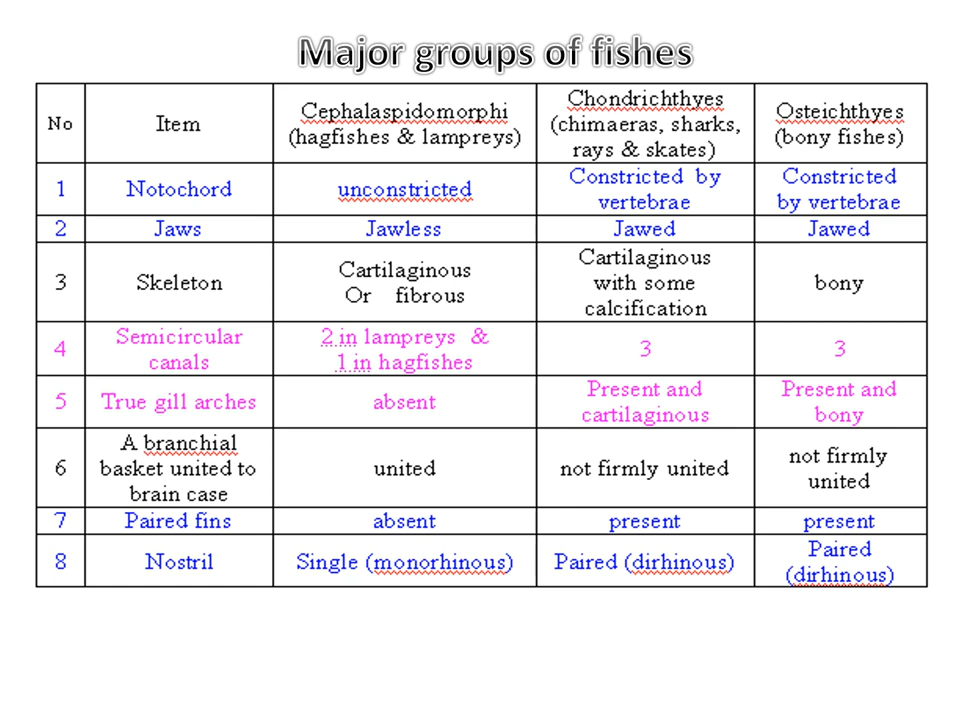 Major groups of fishes
No
Item
Cephalaspidomorphi
(hagfishes & lampreys)
Chondrichthyes
(chimaeras, sharks,
rays & skates)
Osteichthyes
(bony fishes)
1
Notochord
unconstricted
Constricted by
vertebrae
Constricted
by vertebrae
2
Jaws
Jawless
Jawed
Jawed
3
Skeleton
Cartilaginous
Or fibrous
Cartilaginous
with some
calcification
bony
4
Semicircular
canals
2 in lampreys &
1 in hagfishes
3
3
5
True gill arches
absent
Present and
cartilaginous
Present and
bony
6
A branchial
basket united to
brain case
united
not firmly united
not firmly
united
7
Paired fins
absent
present
present
8
Nostril
Single (monorhinous)
Paired (dirhinous)
Paired
(dirhinous)